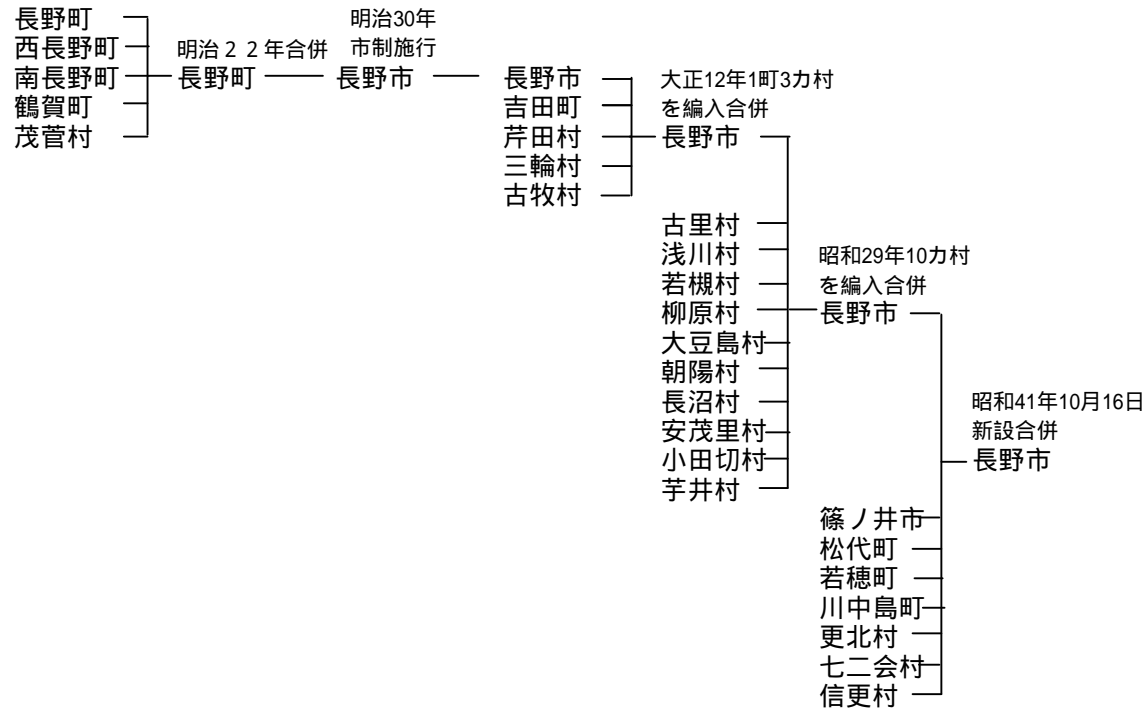 長野町
西長野町
南長野町
鶴賀町
茂菅村
明治２２年合併
長野町
明治30年
市制施行
長野市
長野市
吉田町
芹田村
三輪村
古牧村
大正12年1町3カ村
を編入合併
長野市
古里村
浅川村
若槻村
柳原村
大豆島村
朝陽村
長沼村
安茂里村
小田切村
芋井村
昭和29年10カ村
を編入合併
長野市
篠ノ井市
松代町
若穂町
川中島町
更北村
七二会村
信更村
昭和41年10月16日
新設合併
長野市